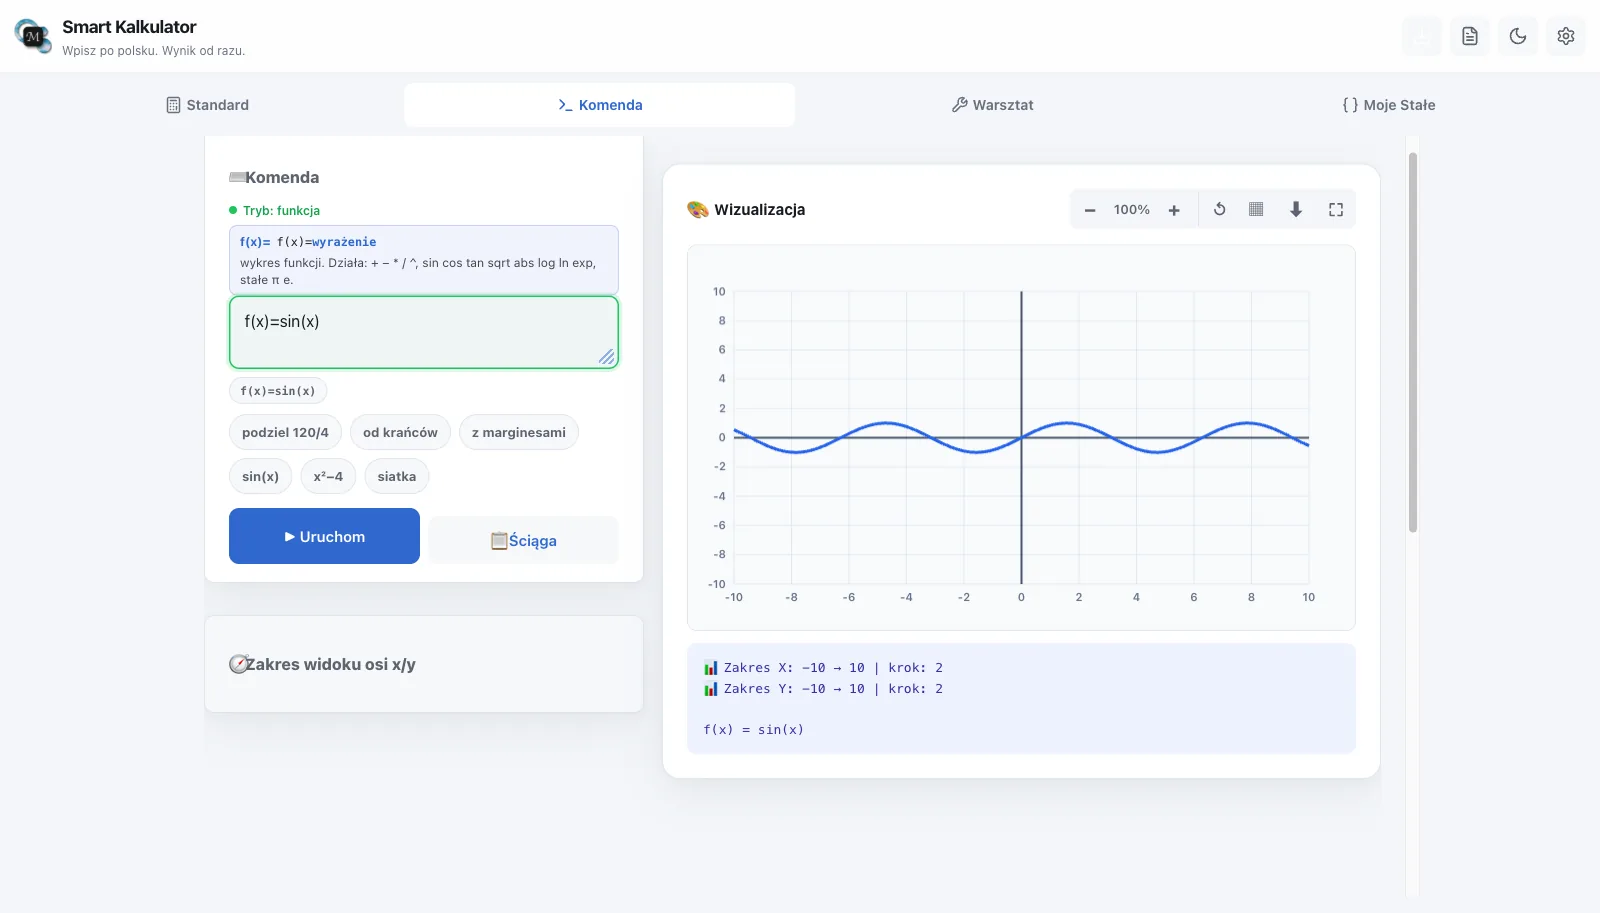 Smart Kalkulator
Wpisz po polsku. Wynik od razu.
Standard
Komenda
Warsztat
Moje Stałe
Komenda
Tryb: funkcja
f(x)= f(x)=wyrażenie
wykres funkcji. Działa: + − * / ^, sin cos tan sqrt abs log ln exp,
stałe π e.
f(x)=sin(x)
f(x)=sin(x)
podziel 120/4
od krańców
z marginesami
sin(x)
x²−4
siatka
Uruchom
Ściąga
Zakres widoku osi x/y
Wizualizacja
− 100% +
10
8
6
4
2
0
-2
-4
-6
-8
-10
-10 -8 -6 -4 -2 0 2 4 6 8 10
Zakres X: −10 → 10 | krok: 2
Zakres Y: −10 → 10 | krok: 2
f(x) = sin(x)